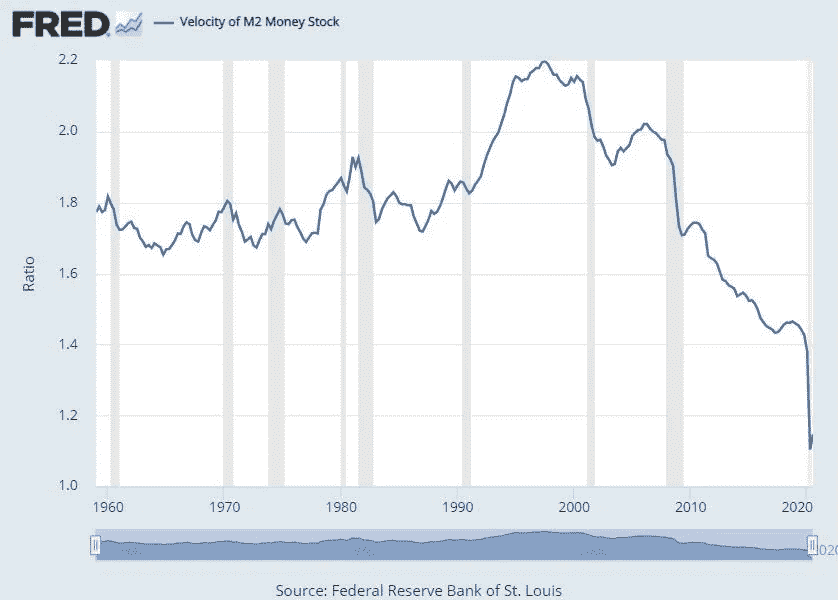 FRED Velocity of M2 Money Stock
2.2
2.0
1.8
1.6
1.4
1.2
1.0
Ratio
1960 1970 1980 1990 2000 2010 2020
Source: Federal Reserve Bank of St. Louis